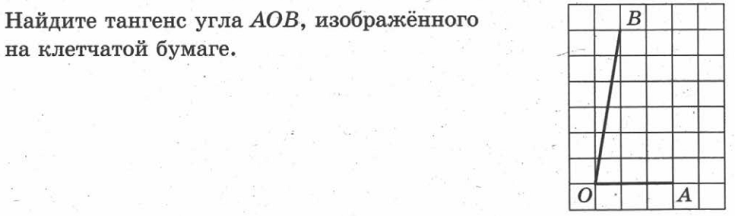 Найдите тангенс угла AOB, изображённого
на клетчатой бумаге.
B
O
A